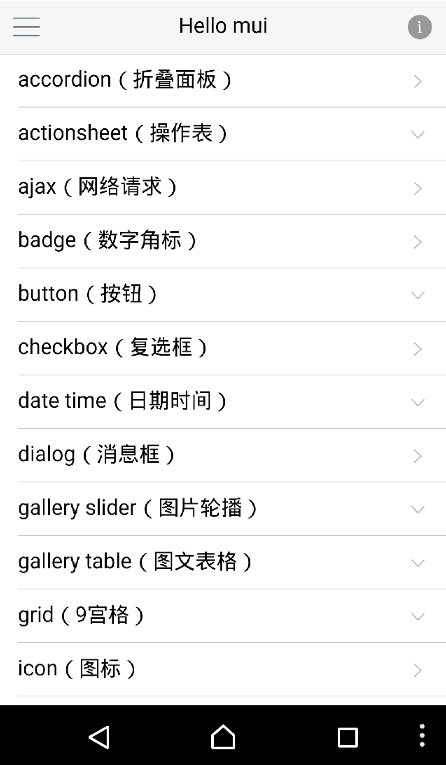 Hello mui
accordion（折叠面板）
actionsheet（操作表）
ajax（网络请求）
badge（数字角标）
button（按钮）
checkbox（复选框）
date time（日期时间）
dialog（消息框）
gallery slider（图片轮播）
gallery table（图文表格）
grid（9宫格）
icon（图标）